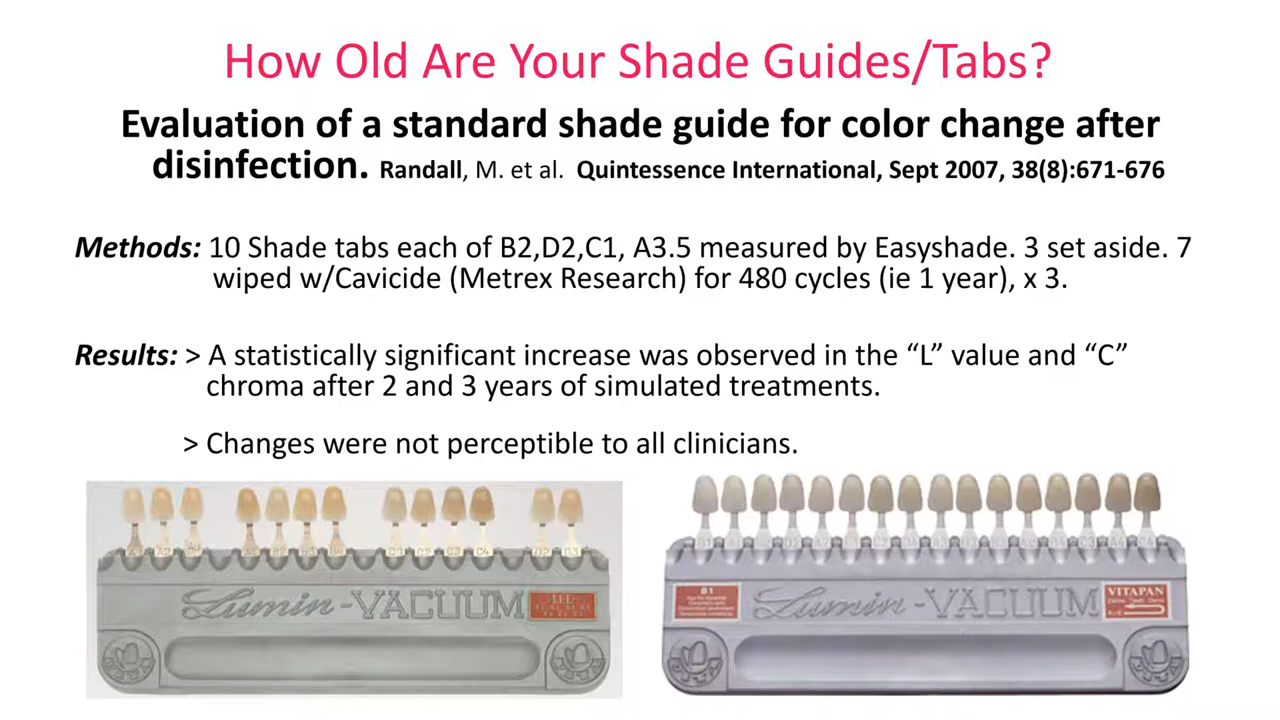 How Old Are Your Shade Guides/Tabs?
Evaluation of a standard shade guide for color change after
disinfection. Randall, M. et al. Quintessence International, Sept 2007, 38(8):671-676
Methods: 10 Shade tabs each of B2,D2,C1, A3.5 measured by Easyshade. 3 set aside. 7
wiped w/Cavicide (Metrex Research) for 480 cycles (ie 1 year), x 3.
Results: > A statistically significant increase was observed in the “L” value and “C”
chroma after 2 and 3 years of simulated treatments.
> Changes were not perceptible to all clinicians.
Lumin-VACUUM
B1
Lumin-VACUUM
VITAPAN